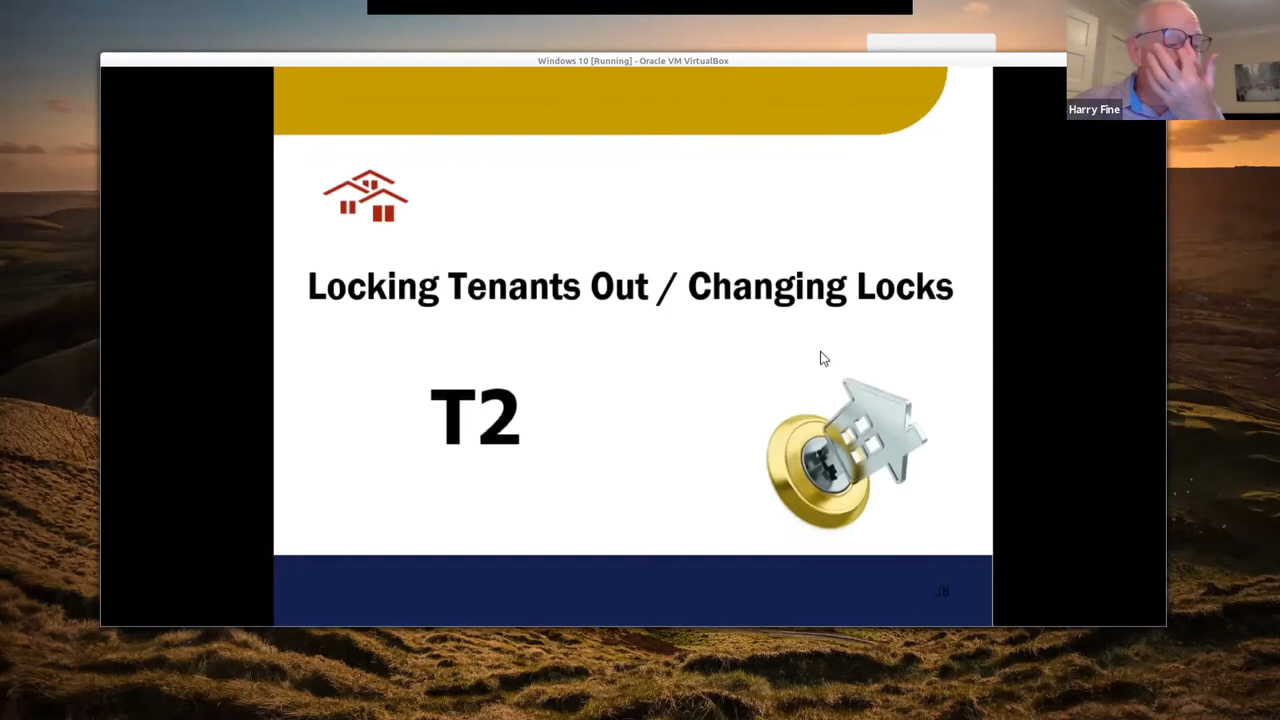 Windows 10 [Running] - Oracle VM VirtualBox
Harry Fine
Locking Tenants Out / Changing Locks
T2